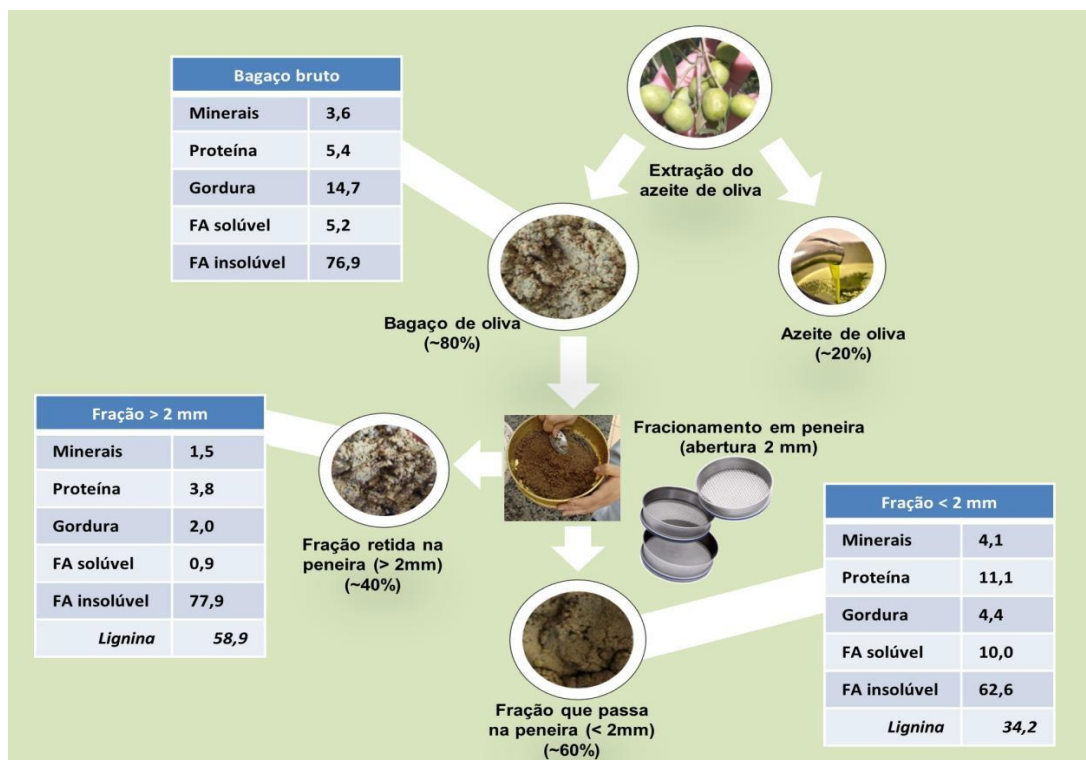 Bagaço bruto
Minerais 3,6
Proteína 5,4
Gordura 14,7
FA solúvel 5,2
FA insolúvel 76,9
Extração do
azeite de oliva
Bagaço de oliva
(~80%)
Azeite de oliva
(~20%)
Fração > 2 mm
Minerais 1,5
Proteína 3,8
Gordura 2,0
FA solúvel 0,9
FA insolúvel 77,9
Lignina 58,9
Fração retida na
peneira (> 2mm)
(~40%)
Fracionamento em peneira
(abertura 2 mm)
Fração < 2 mm
Minerais 4,1
Proteína 11,1
Gordura 4,4
FA solúvel 10,0
FA insolúvel 62,6
Lignina 34,2
Fração que passa
na peneira (< 2mm)
(~60%)